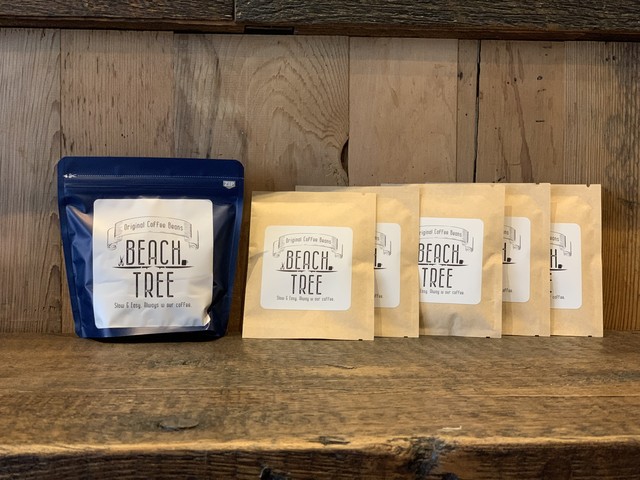 Original Coffee Beans
BEACH
TREE
Slow & Easy. Always w our coffee.
Original Coffee Beans
BEACH
TREE
Slow & Easy. Always w our coffee.
BEACH
TREE